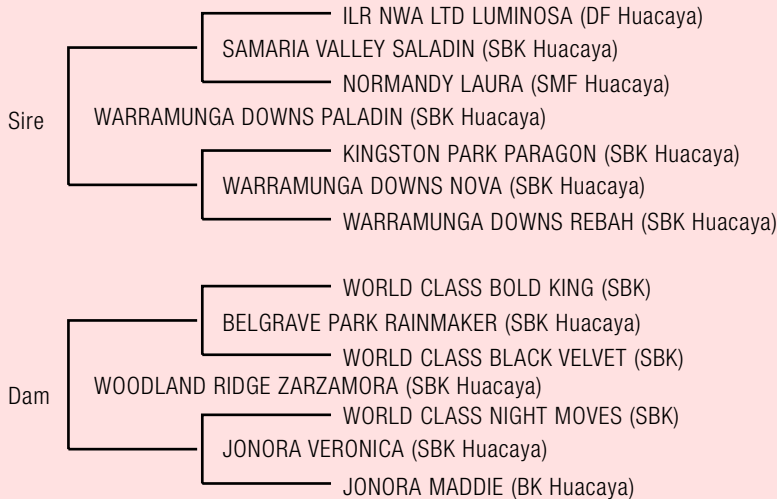 ILR NWA LTD LUMINOSA (DF Huacaya)
SAMARIA VALLEY SALADIN (SBK Huacaya)
NORMANDY LAURA (SMF Huacaya)
Sire
WARRAMUNGA DOWNS PALADIN (SBK Huacaya)
KINGSTON PARK PARAGON (SBK Huacaya)
WARRAMUNGA DOWNS NOVA (SBK Huacaya)
WARRAMUNGA DOWNS REBAH (SBK Huacaya)
WORLD CLASS BOLD KING (SBK)
BELGRAVE PARK RAINMAKER (SBK Huacaya)
WORLD CLASS BLACK VELVET (SBK)
Dam
WOODLAND RIDGE ZARZAMORA (SBK Huacaya)
WORLD CLASS NIGHT MOVES (SBK)
JONORA VERONICA (SBK Huacaya)
JONORA MADDIE (BK Huacaya)